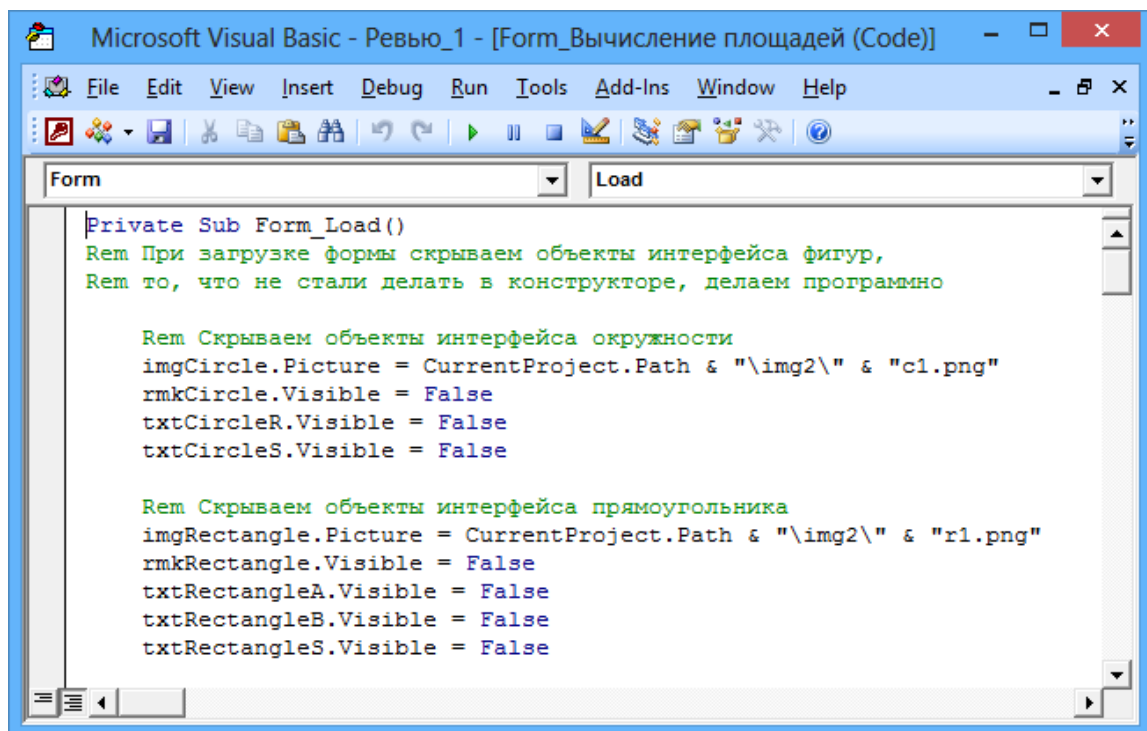 Microsoft Visual Basic - Ревью_1 - [Form_Вычисление площадей (Code)]
File Edit View Insert Debug Run Tools Add-Ins Window Help
Form Load
Private Sub Form_Load()
Rem При загрузке формы скрываем объекты интерфейса фигур,
Rem то, что не стали делать в конструкторе, делаем программно
Rem Скрываем объекты интерфейса окружности
imgCircle.Picture = CurrentProject.Path & "\img2\" & "c1.png"
rmkCircle.Visible = False
txtCircleR.Visible = False
txtCircleS.Visible = False
Rem Скрываем объекты интерфейса прямоугольника
imgRectangle.Picture = CurrentProject.Path & "\img2\" & "r1.png"
rmkRectangle.Visible = False
txtRectangleA.Visible = False
txtRectangleB.Visible = False
txtRectangleS.Visible = False